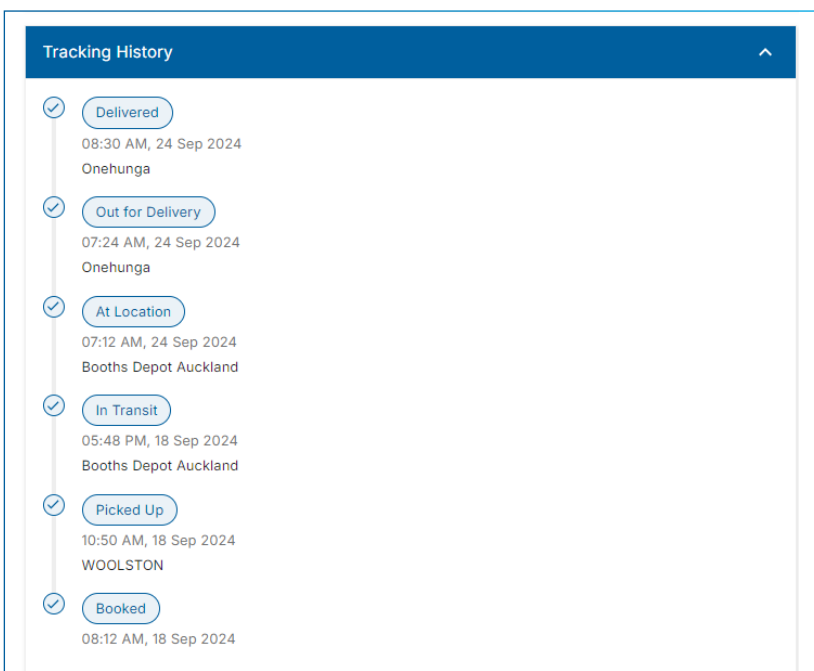 Tracking History
Delivered
08:30 AM, 24 Sep 2024
Onehunga
Out for Delivery
07:24 AM, 24 Sep 2024
Onehunga
At Location
07:12 AM, 24 Sep 2024
Booths Depot Auckland
In Transit
05:48 PM, 18 Sep 2024
Booths Depot Auckland
Picked Up
10:50 AM, 18 Sep 2024
WOOLSTON
Booked
08:12 AM, 18 Sep 2024